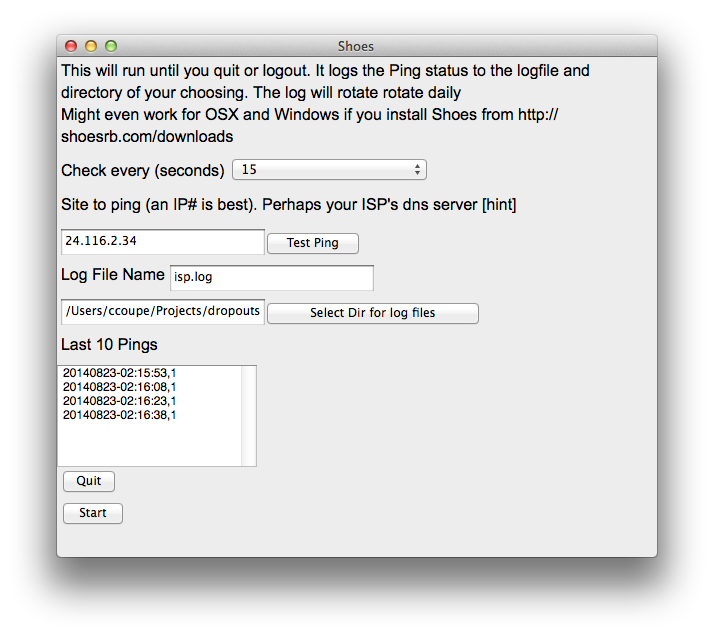 Shoes
This will run until you quit or logout. It logs the Ping status to the logfile and
directory of your choosing. The log will rotate rotate daily
Might even work for OSX and Windows if you install Shoes from http://
shoesrb.com/downloads
Check every (seconds) 15
Site to ping (an IP# is best). Perhaps your ISP's dns server [hint]
24.116.2.34 Test Ping
Log File Name isp.log
/Users/ccoupe/Projects/dropouts Select Dir for log files
Last 10 Pings
20140823-02:15:53,1
20140823-02:16:08,1
20140823-02:16:23,1
20140823-02:16:38,1
Quit
Start